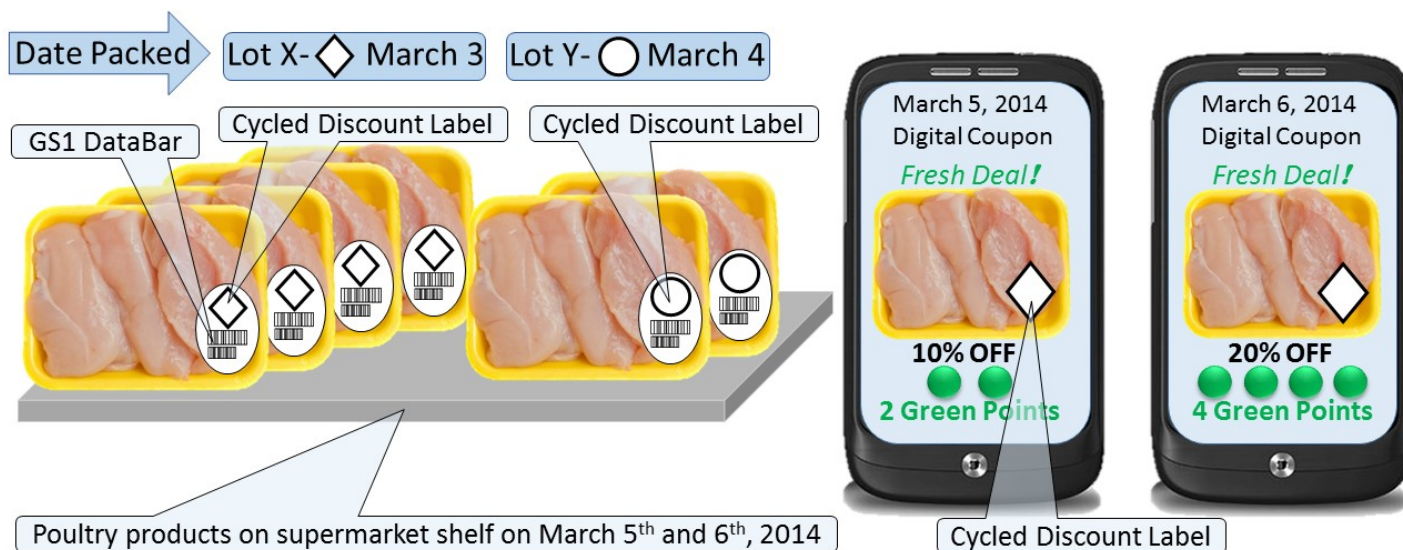 Date Packed
Lot X- March 3
Lot Y- March 4
GS1 DataBar
Cycled Discount Label
Cycled Discount Label
March 5, 2014
Digital Coupon
Fresh Deal!
10% OFF
2 Green Points
March 6, 2014
Digital Coupon
Fresh Deal!
20% OFF
4 Green Points
Poultry products on supermarket shelf on March 5th and 6th, 2014
Cycled Discount Label